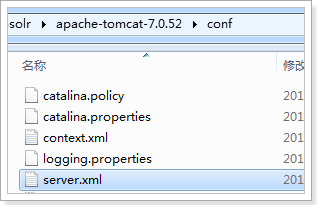 solr ▸ apache-tomcat-7.0.52 ▸ conf
名称 修改
catalina.policy 201
catalina.properties 201
context.xml 201
logging.properties 201
server.xml 201